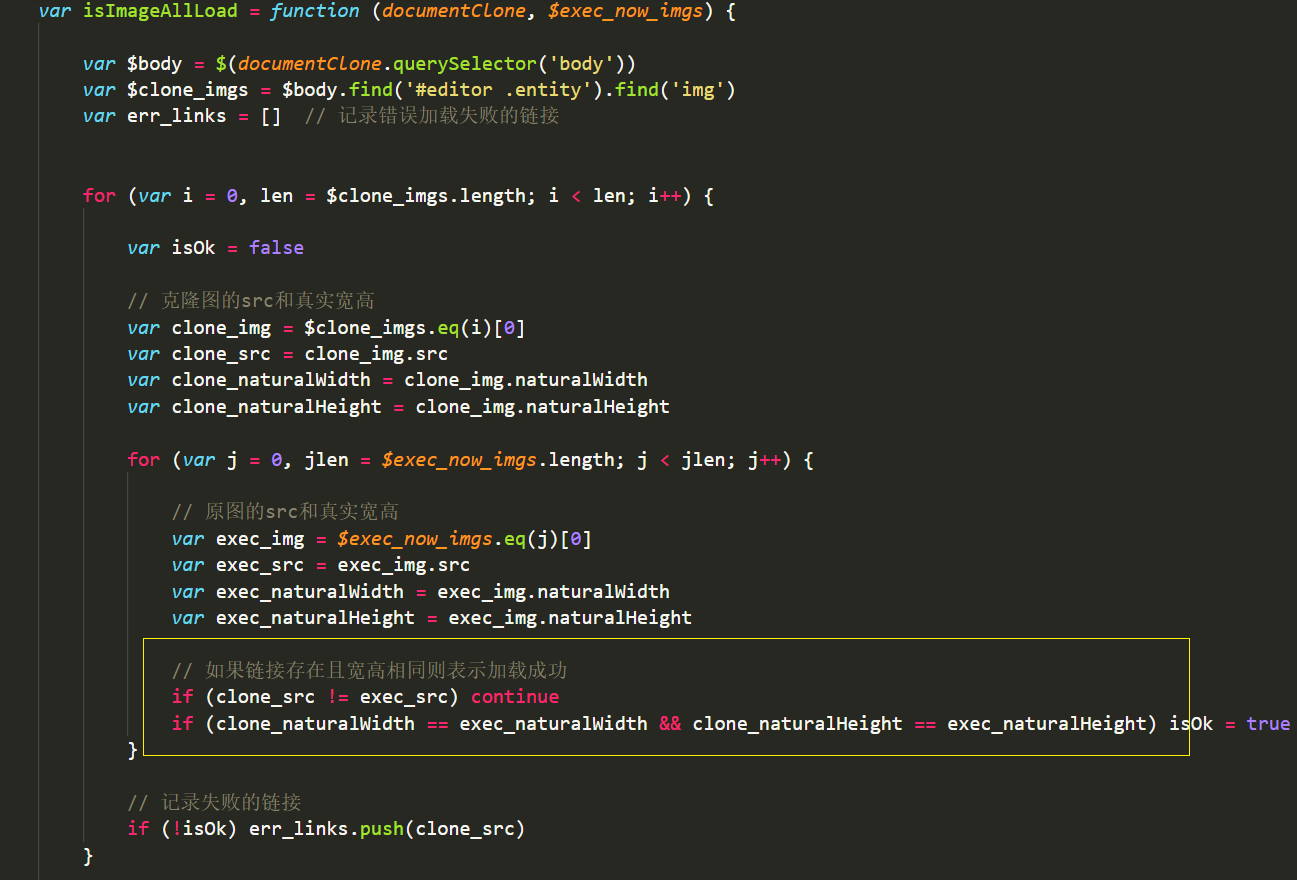 var isImageAllLoad = function (documentClone, $exec_now_imgs) {
var $body = $(documentClone.querySelector('body'))
var $clone_imgs = $body.find('#editor .entity').find('img')
var err_links = []  // 记录错误加载失败的链接
for (var i = 0, len = $clone_imgs.length; i < len; i++) {
var isOk = false
// 克隆图的src和真实宽高
var clone_img = $clone_imgs.eq(i)[0]
var clone_src = clone_img.src
var clone_naturalWidth = clone_img.naturalWidth
var clone_naturalHeight = clone_img.naturalHeight
for (var j = 0, jlen = $exec_now_imgs.length; j < jlen; j++) {
// 原图的src和真实宽高
var exec_img = $exec_now_imgs.eq(j)[0]
var exec_src = exec_img.src
var exec_naturalWidth = exec_img.naturalWidth
var exec_naturalHeight = exec_img.naturalHeight
// 如果链接存在且宽高相同则表示加载成功
if (clone_src != exec_src) continue
if (clone_naturalWidth == exec_naturalWidth && clone_naturalHeight == exec_naturalHeight) isOk = true
}
// 记录失败的链接
if (!isOk) err_links.push(clone_src)
}